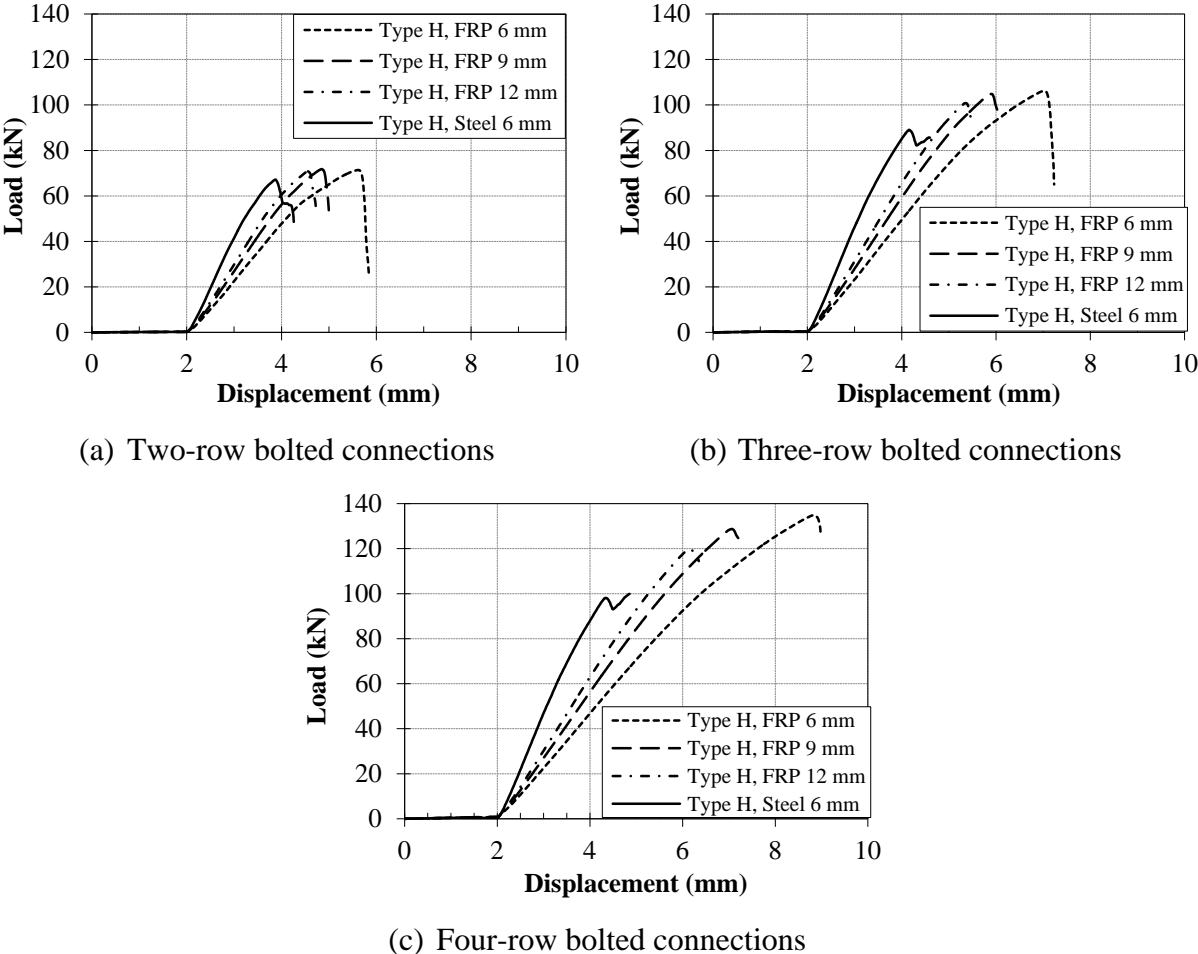 140
120
100
80
60
40
20
0
Load (kN)
Type H, FRP 6 mm
Type H, FRP 9 mm
Type H, FRP 12 mm
Type H, Steel 6 mm
0 2 4 6 8 10
Displacement (mm)
(a) Two-row bolted connections
140
120
100
80
60
40
20
0
Load (kN)
Type H, FRP 6 mm
Type H, FRP 9 mm
Type H, FRP 12 mm
Type H, Steel 6 mm
0 2 4 6 8 10
Displacement (mm)
(b) Three-row bolted connections
140
120
100
80
60
40
20
0
Load (kN)
Type H, FRP 6 mm
Type H, FRP 9 mm
Type H, FRP 12 mm
Type H, Steel 6 mm
0 2 4 6 8 10
Displacement (mm)
(c) Four-row bolted connections